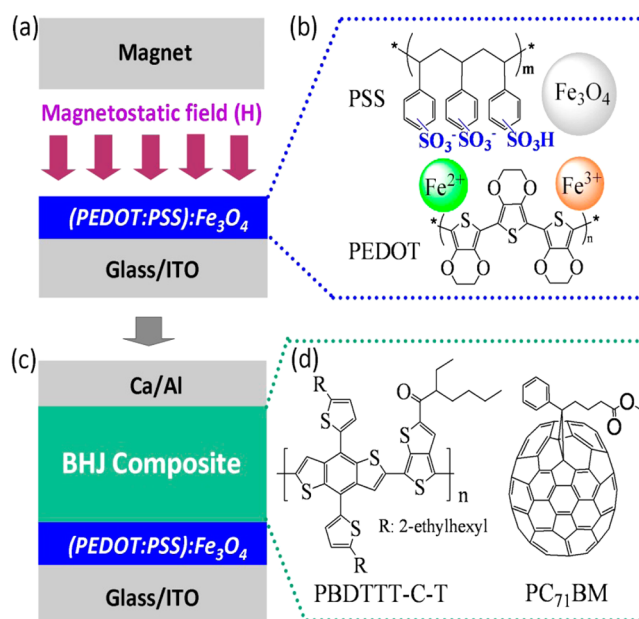 (a)
Magnet
Magnetostatic field (H)
(PEDOT:PSS):Fe₃O₄
Glass/ITO
(b)
*
*
m
PSS
Fe₃O₄
SO₃⁻
SO₃⁻
SO₃H
Fe²⁺
Fe³⁺
O
O
*
S
S
*
n
PEDOT
S
O
O
O
O
(c)
Ca/Al
BHJ Composite
(PEDOT:PSS):Fe₃O₄
Glass/ITO
(d)
R
S
O
S
S
S
S
n
S
R
R: 2-ethylhexyl
PBDTTT-C-T
O
O
PC₇₁BM